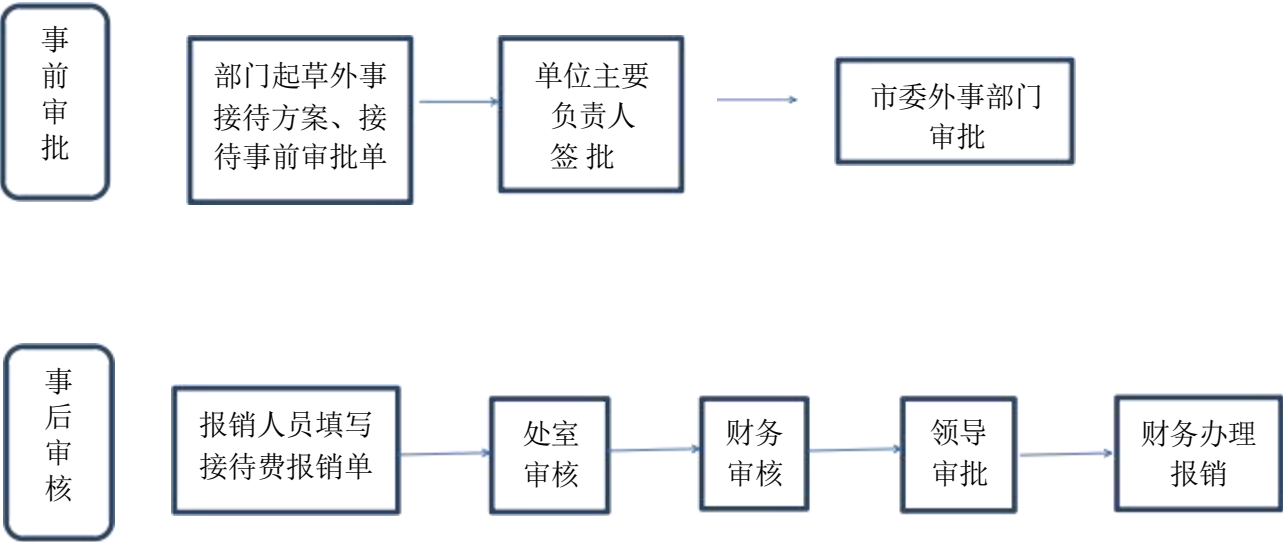 事前审批
部门起草外事
接待方案、接
待事前审批单
单位主要
负责人
签 批
市委外事部门
审批
事后审核
报销人员填写
接待费报销单
处室
审核
财务
审核
领导
审批
财务办理
报销